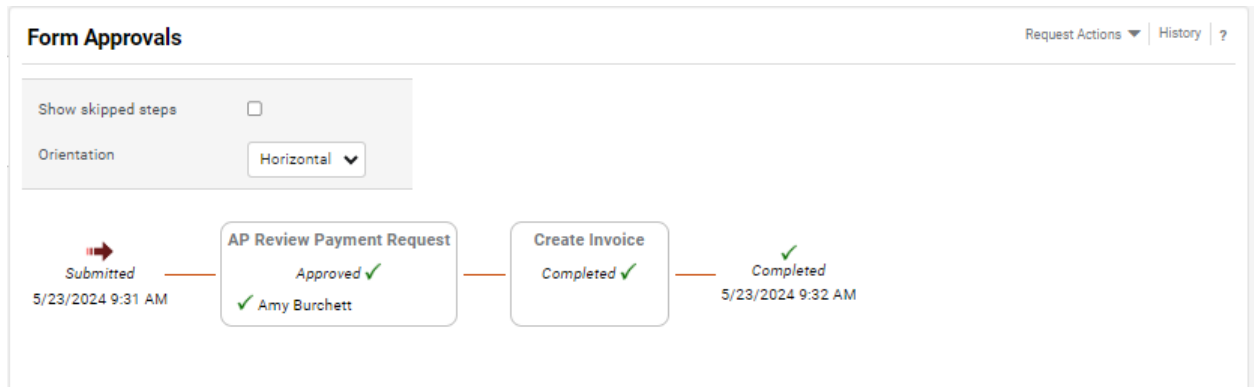 Form Approvals
Request Actions
History
?
Show skipped steps
Orientation
Horizontal
Submitted
5/23/2024 9:31 AM
AP Review Payment Request
Approved
Amy Burchett
Create Invoice
Completed
Completed
5/23/2024 9:32 AM